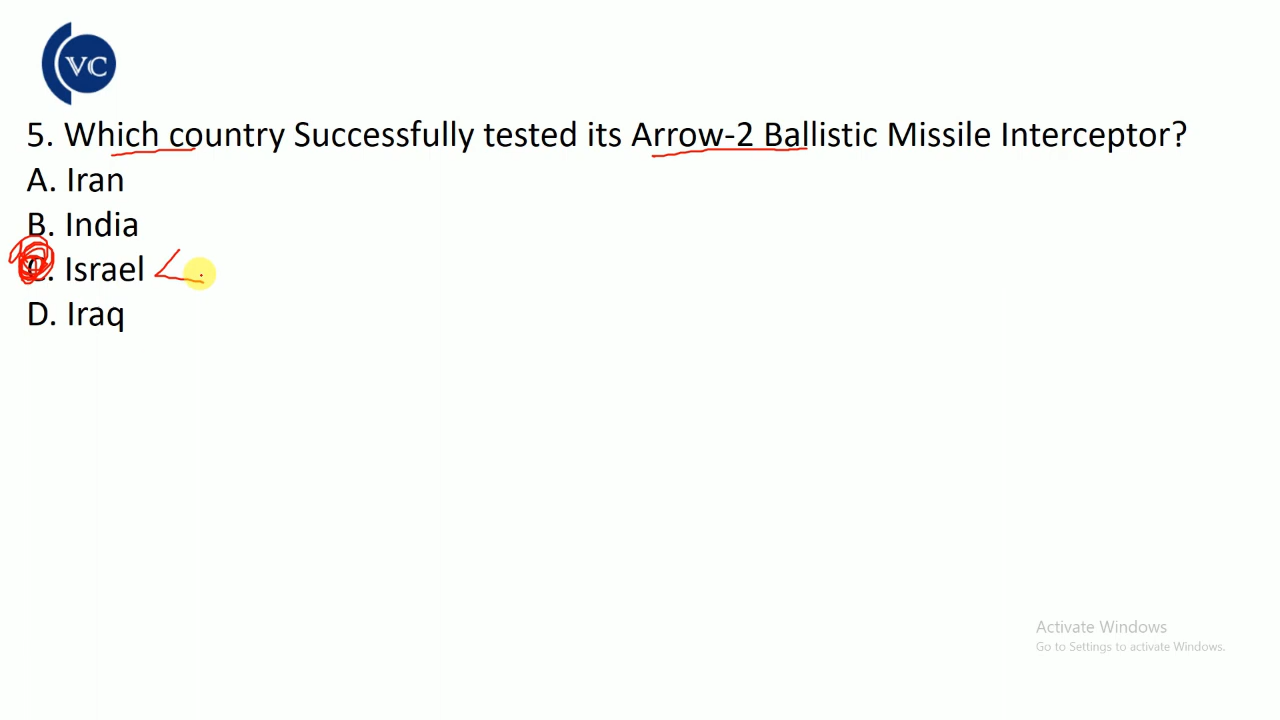 VC
5. Which country Successfully tested its Arrow-2 Ballistic Missile Interceptor?
A. Iran
B. India
C. Israel
D. Iraq
Activate Windows
Go to Settings to activate Windows.